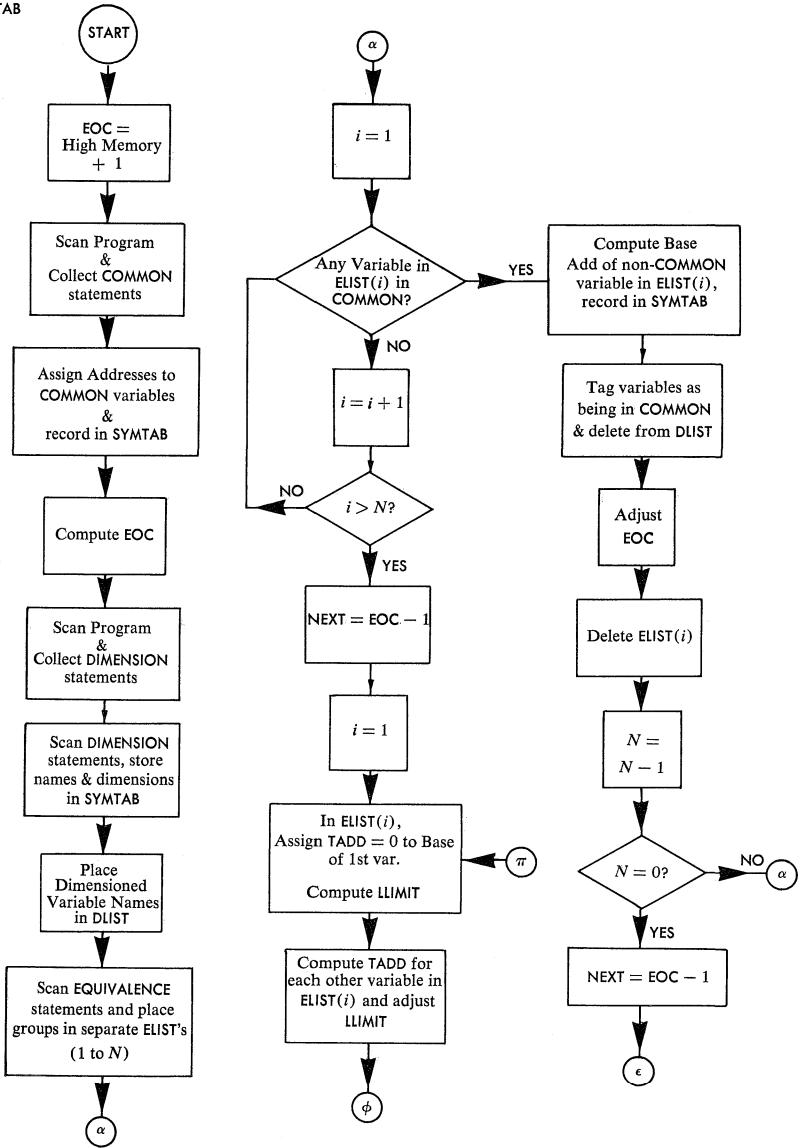 TAB
START
EOC =
High Memory
+ 1
Scan Program
&
Collect COMMON
statements
Assign Addresses to
COMMON variables
&
record in SYMTAB
Compute EOC
Scan Program
&
Collect DIMENSION
statements
Scan DIMENSION
statements, store
names & dimensions
in SYMTAB
Place
Dimensioned
Variable Names
in DLIST
Scan EQUIVALENCE
statements and place
groups in separate ELIST's
(1 to N)
α
α
i = 1
Any Variable in
ELIST(i) in
COMMON?
YES
NO
i = i + 1
i > N?
NO
YES
NEXT = EOC - 1
i = 1
In ELIST(i),
Assign TADD = 0 to Base
of 1st var.
Compute LLIMIT
π
Compute TADD for
each other variable in
ELIST(i) and adjust
LLIMIT
ϕ
Compute Base
Add of non-COMMON
variable in ELIST(i),
record in SYMTAB
Tag variables as
being in COMMON
& delete from DLIST
Adjust
EOC
Delete ELIST(i)
N =
N - 1
N = 0?
NO
α
YES
NEXT = EOC - 1
ϵ